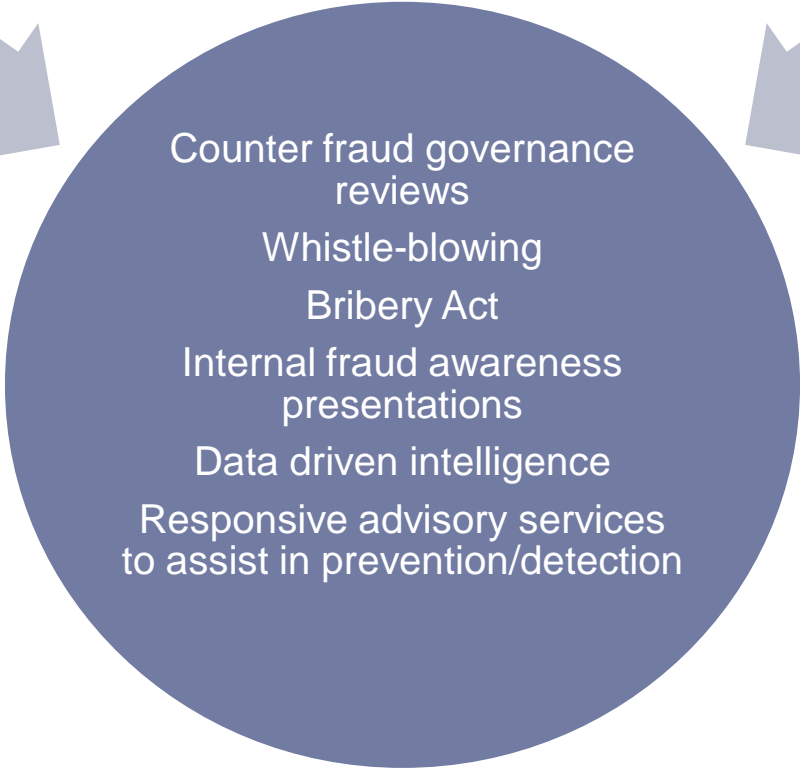 Counter fraud governance
reviews
Whistle-blowing
Bribery Act
Internal fraud awareness
presentations
Data driven intelligence
Responsive advisory services
to assist in prevention/detection